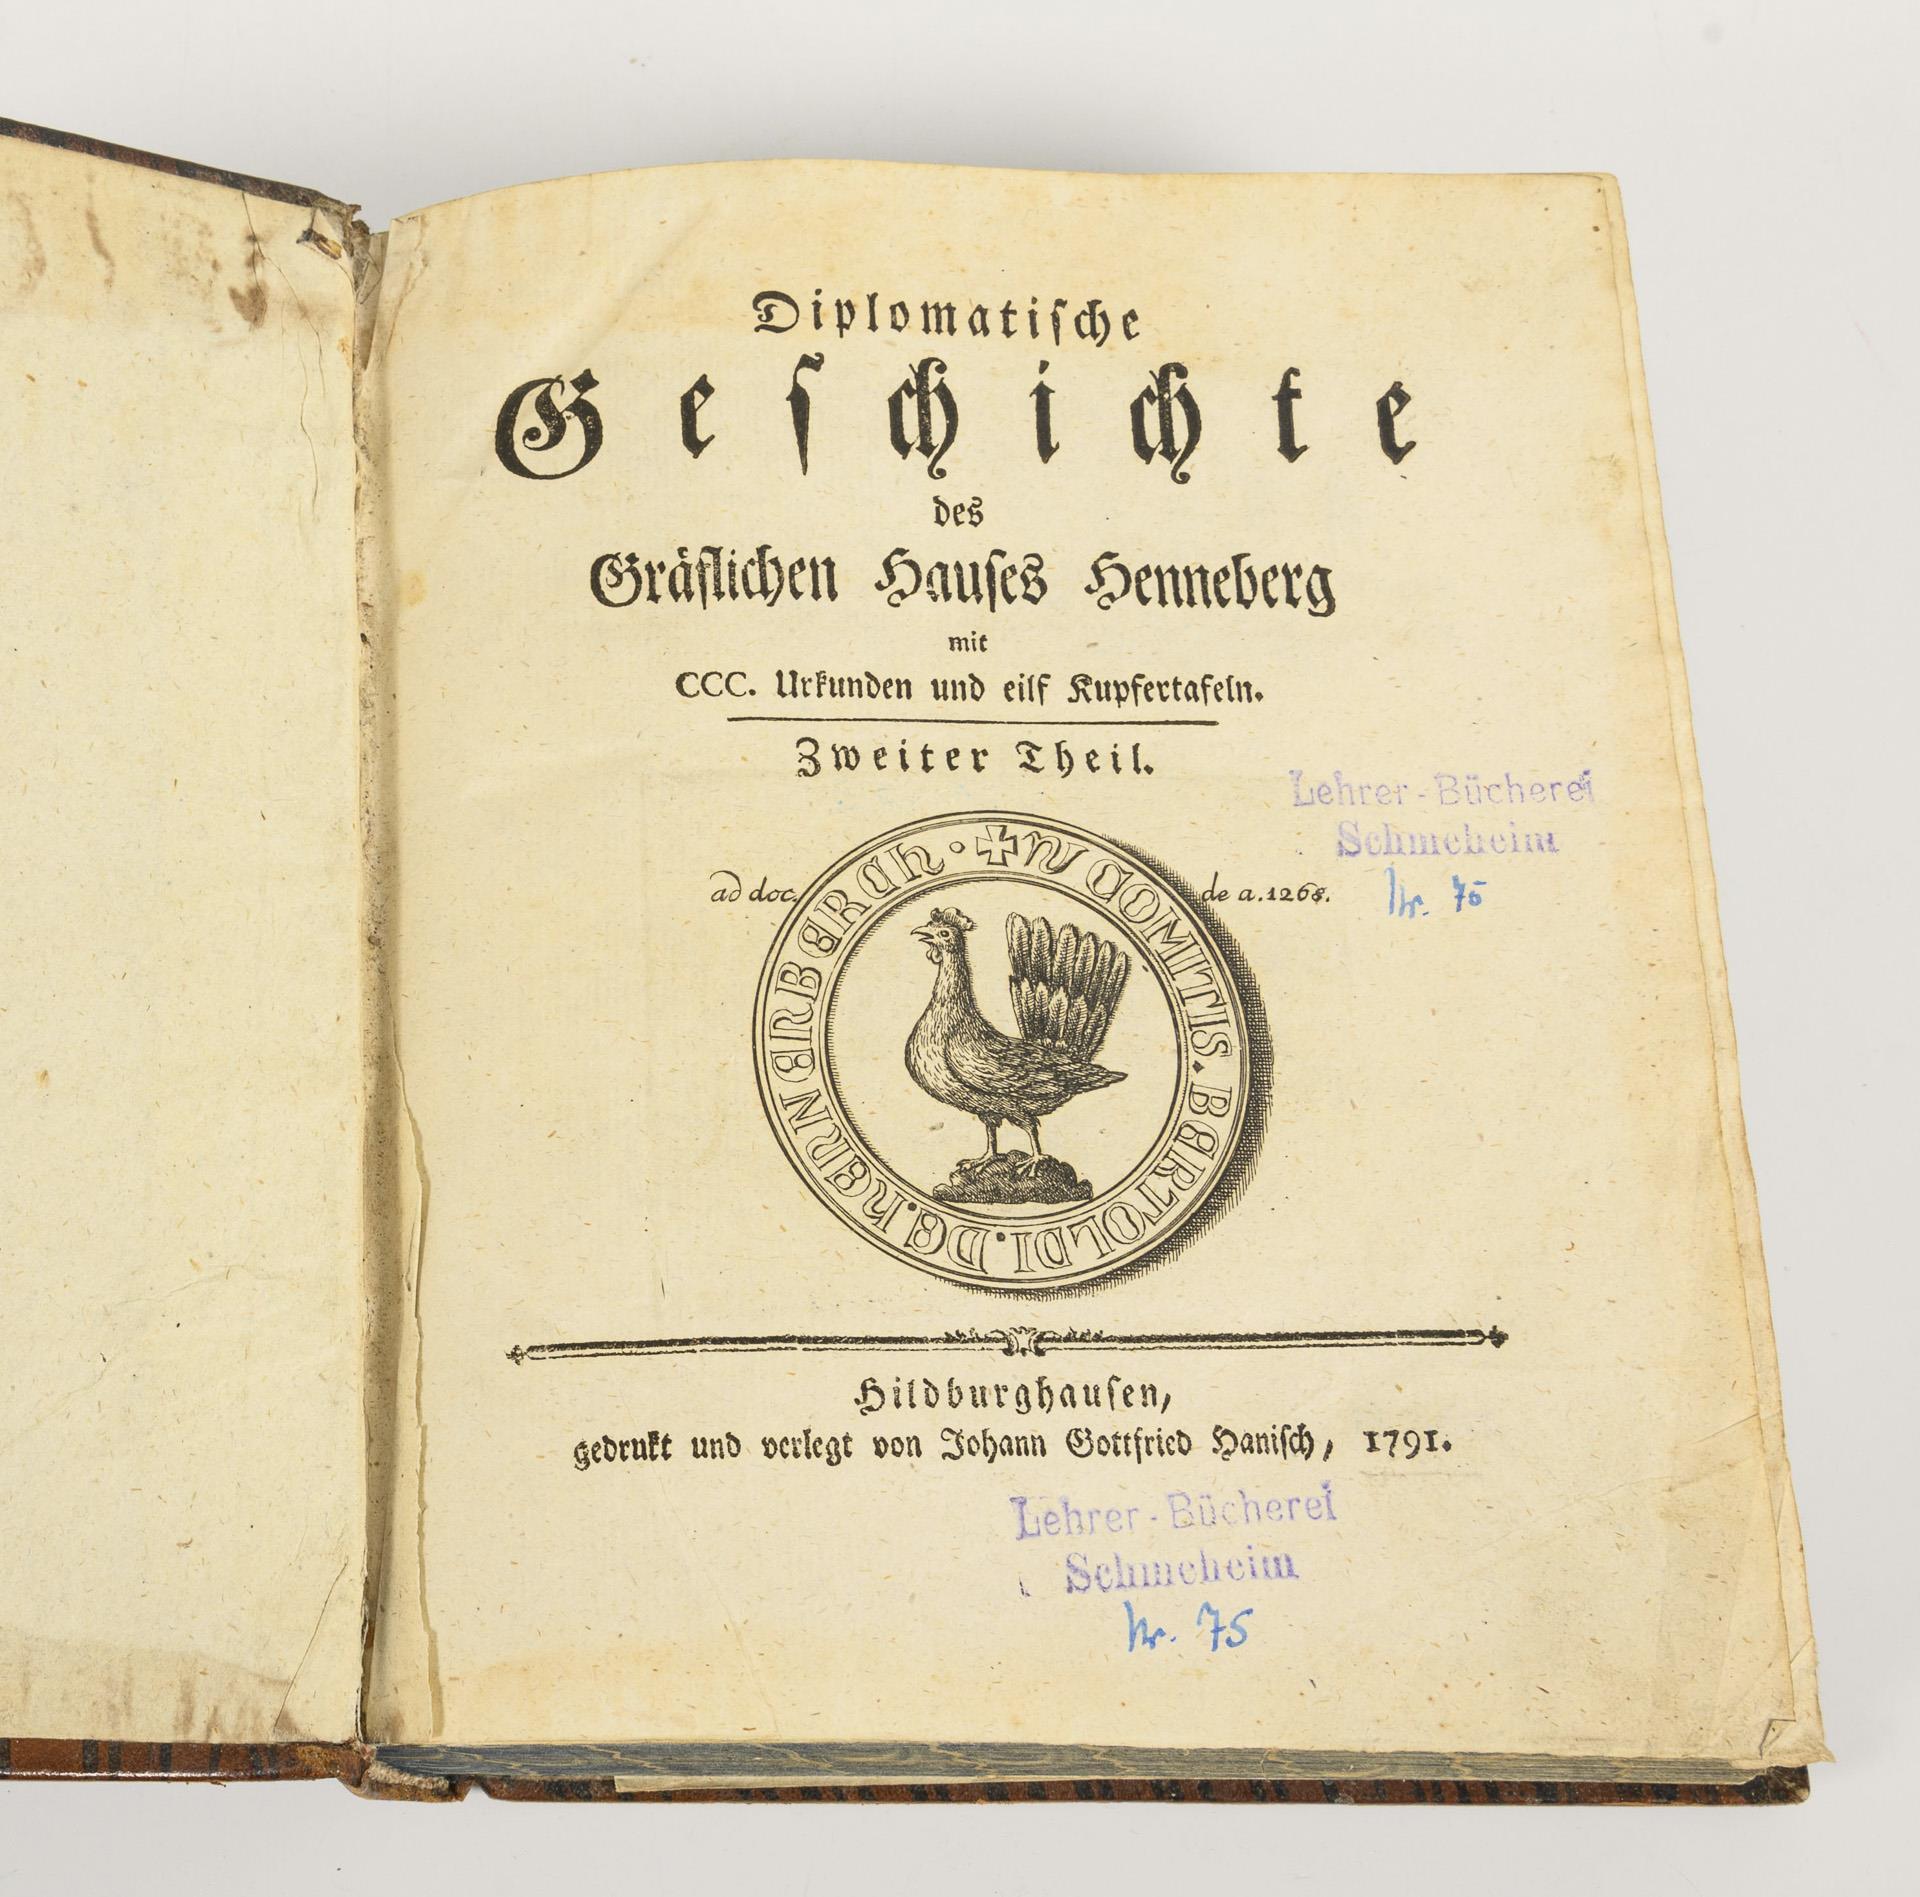 Diplomatiſche
Geſchichte
des
Gräflichen Hauſes Henneberg
mit
CCC. Urkunden und eilf Kupfertafeln.
Zweiter Theil.
Lehrer-Bücherei
Schmeheim
Nr. 75
ad doc. de a. 1268.
✠ COMITIS. BERTOLDI. DE. HENNENBERCH ·
Hildburghauſen,
gedrukt und verlegt von Johann Gottfried Haniſch, 1791.
Lehrer-Bücherei
Schmeheim
Nr. 75